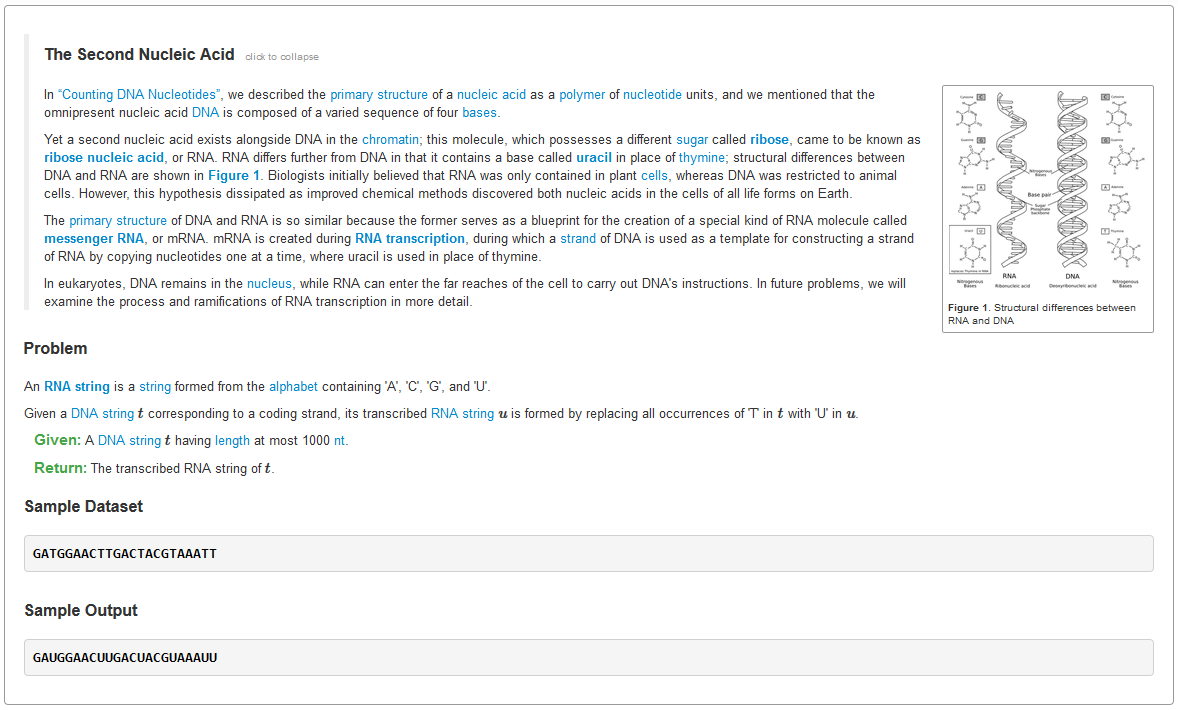 The Second Nucleic Acid click to collapse
In “Counting DNA Nucleotides”, we described the primary structure of a nucleic acid as a polymer of nucleotide units, and we mentioned that the
omnipresent nucleic acid DNA is composed of a varied sequence of four bases.
Yet a second nucleic acid exists alongside DNA in the chromatin; this molecule, which possesses a different sugar called ribose, came to be known as
ribose nucleic acid, or RNA. RNA differs further from DNA in that it contains a base called uracil in place of thymine; structural differences between
DNA and RNA are shown in Figure 1. Biologists initially believed that RNA was only contained in plant cells, whereas DNA was restricted to animal
cells. However, this hypothesis dissipated as improved chemical methods discovered both nucleic acids in the cells of all life forms on Earth.
The primary structure of DNA and RNA is so similar because the former serves as a blueprint for the creation of a special kind of RNA molecule called
messenger RNA, or mRNA. mRNA is created during RNA transcription, during which a strand of DNA is used as a template for constructing a strand
of RNA by copying nucleotides one at a time, where uracil is used in place of thymine.
In eukaryotes, DNA remains in the nucleus, while RNA can enter the far reaches of the cell to carry out DNA's instructions. In future problems, we will
examine the process and ramifications of RNA transcription in more detail.
Cytosine C
Guanine G
Adenine A
Uracil U
replaces Thymine in RNA
Nitrogenous
Bases
RNA
Ribonucleic acid
Nitrogenous
Bases
Base pair
Sugar
Phosphate
backbone
DNA
Deoxyribonucleic acid
C Cytosine
G Guanine
A Adenine
T Thymine
Nitrogenous
Bases
Figure 1. Structural differences between
RNA and DNA
Problem
An RNA string is a string formed from the alphabet containing 'A', 'C', 'G', and 'U'.
Given a DNA string t corresponding to a coding strand, its transcribed RNA string u is formed by replacing all occurrences of 'T' in t with 'U' in u.
Given: A DNA string t having length at most 1000 nt.
Return: The transcribed RNA string of t.
Sample Dataset
GATGGAACTTGACTACGTAAATT
Sample Output
GAUGGAACUUGACUACGUAAAUU